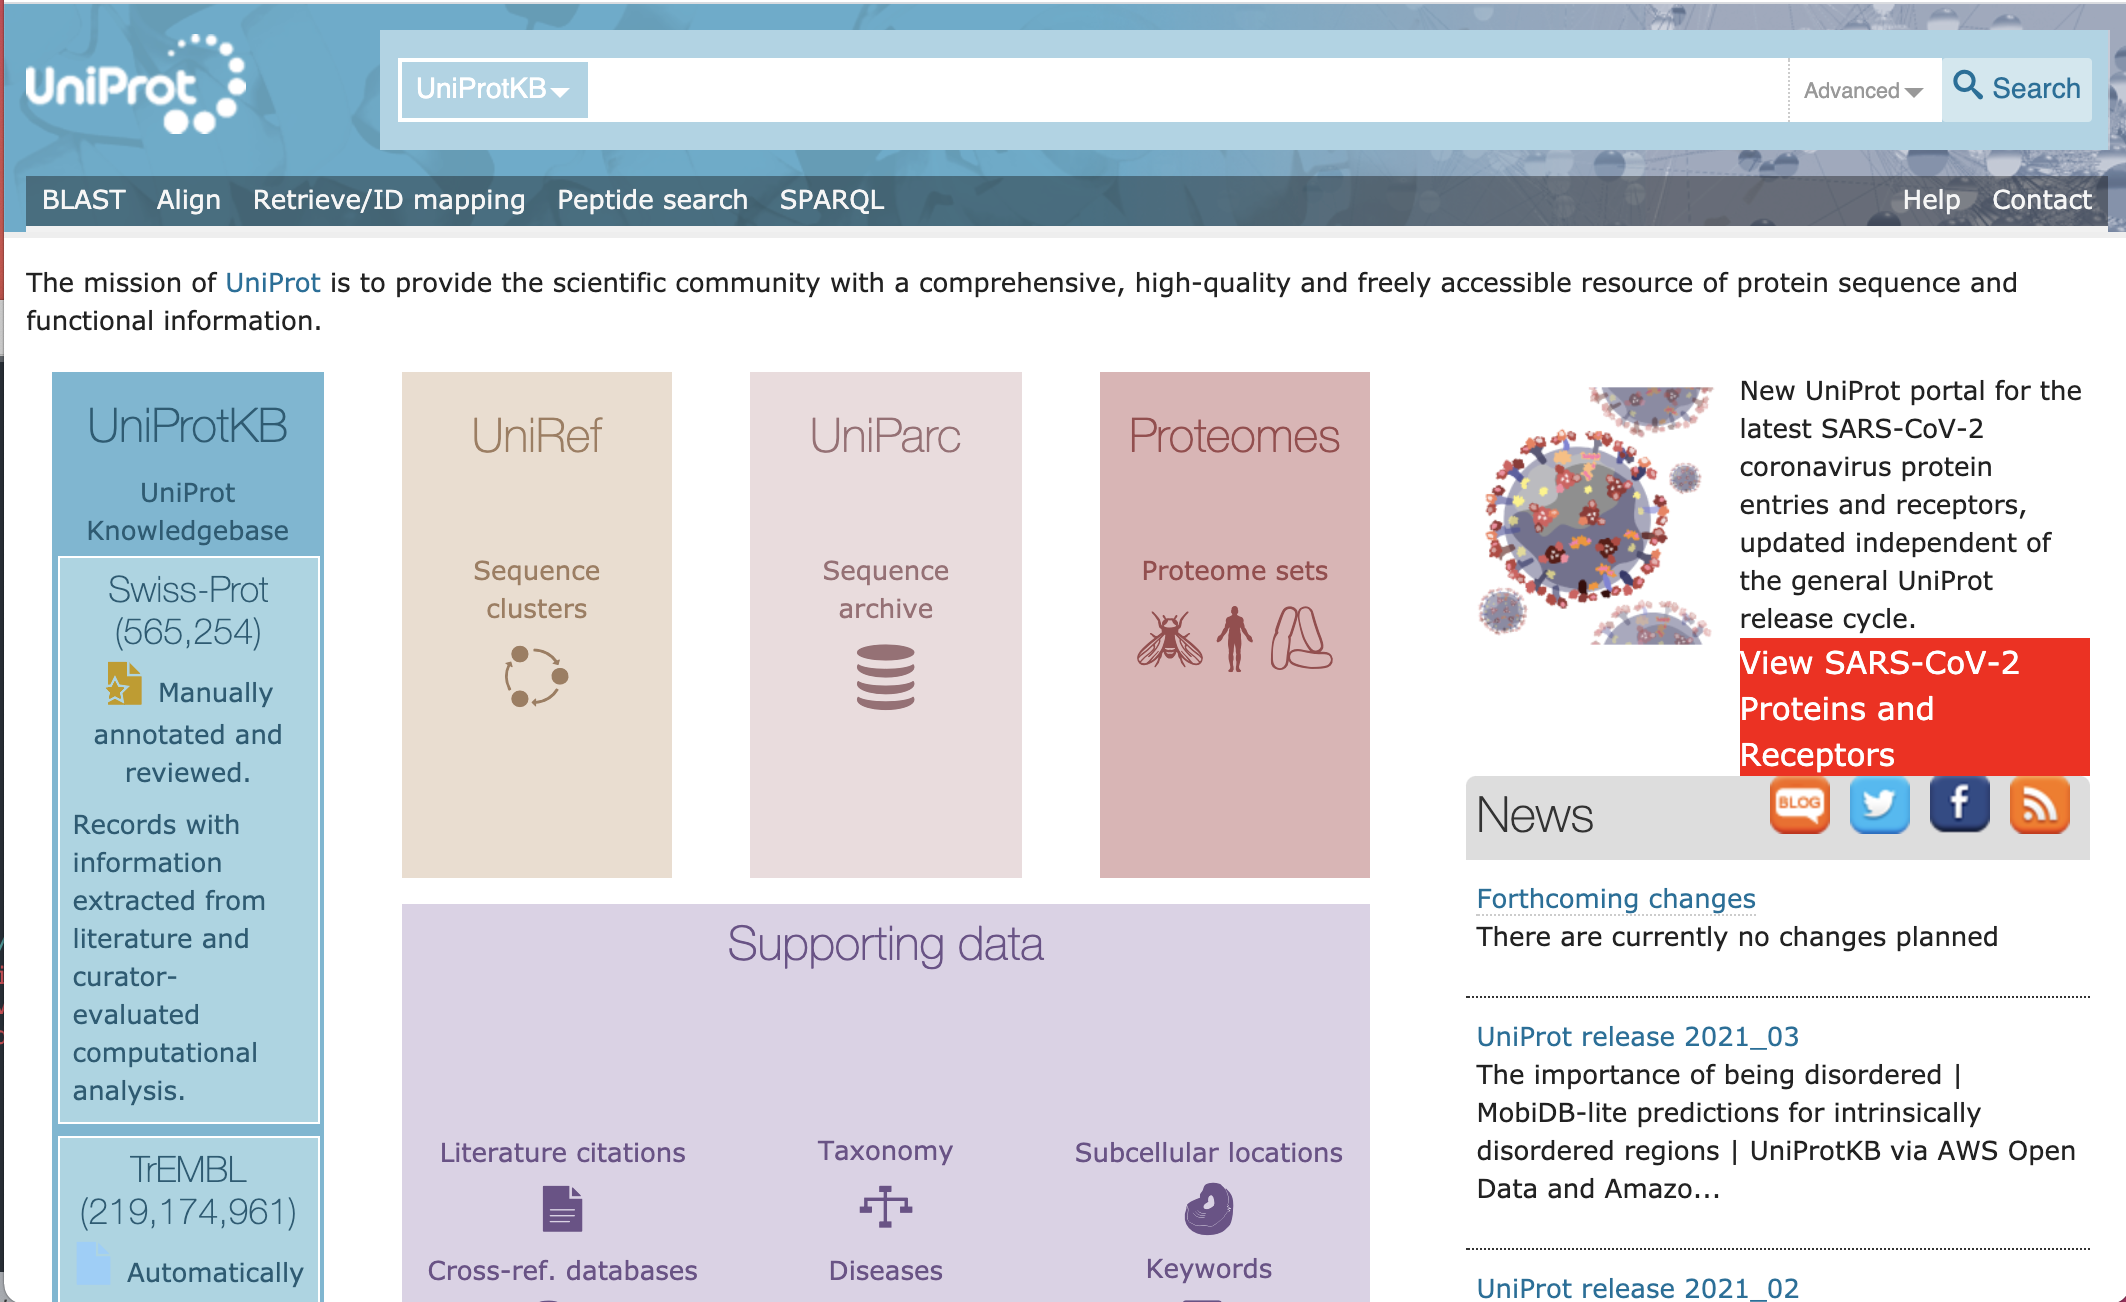 UniProt
UniProtKB
Advanced
Search
BLAST Align Retrieve/ID mapping Peptide search SPARQL Help Contact
The mission of UniProt is to provide the scientific community with a comprehensive, high-quality and freely accessible resource of protein sequence and
functional information.
UniProtKB
UniProt
Knowledgebase
Swiss-Prot
(565,254)
Manually
annotated and
reviewed.
Records with
information
extracted from
literature and
curator-
evaluated
computational
analysis.
TrEMBL
(219,174,961)
Automatically
UniRef
Sequence
clusters
UniParc
Sequence
archive
Proteomes
Proteome sets
Supporting data
Literature citations
Taxonomy
Subcellular locations
Cross-ref. databases
Diseases
Keywords
New UniProt portal for the
latest SARS-CoV-2
coronavirus protein
entries and receptors,
updated independent of
the general UniProt
release cycle.
View SARS-CoV-2
Proteins and
Receptors
News
BLOG
Forthcoming changes
There are currently no changes planned
UniProt release 2021_03
The importance of being disordered |
MobiDB-lite predictions for intrinsically
disordered regions | UniProtKB via AWS Open
Data and Amazo...
UniProt release 2021_02